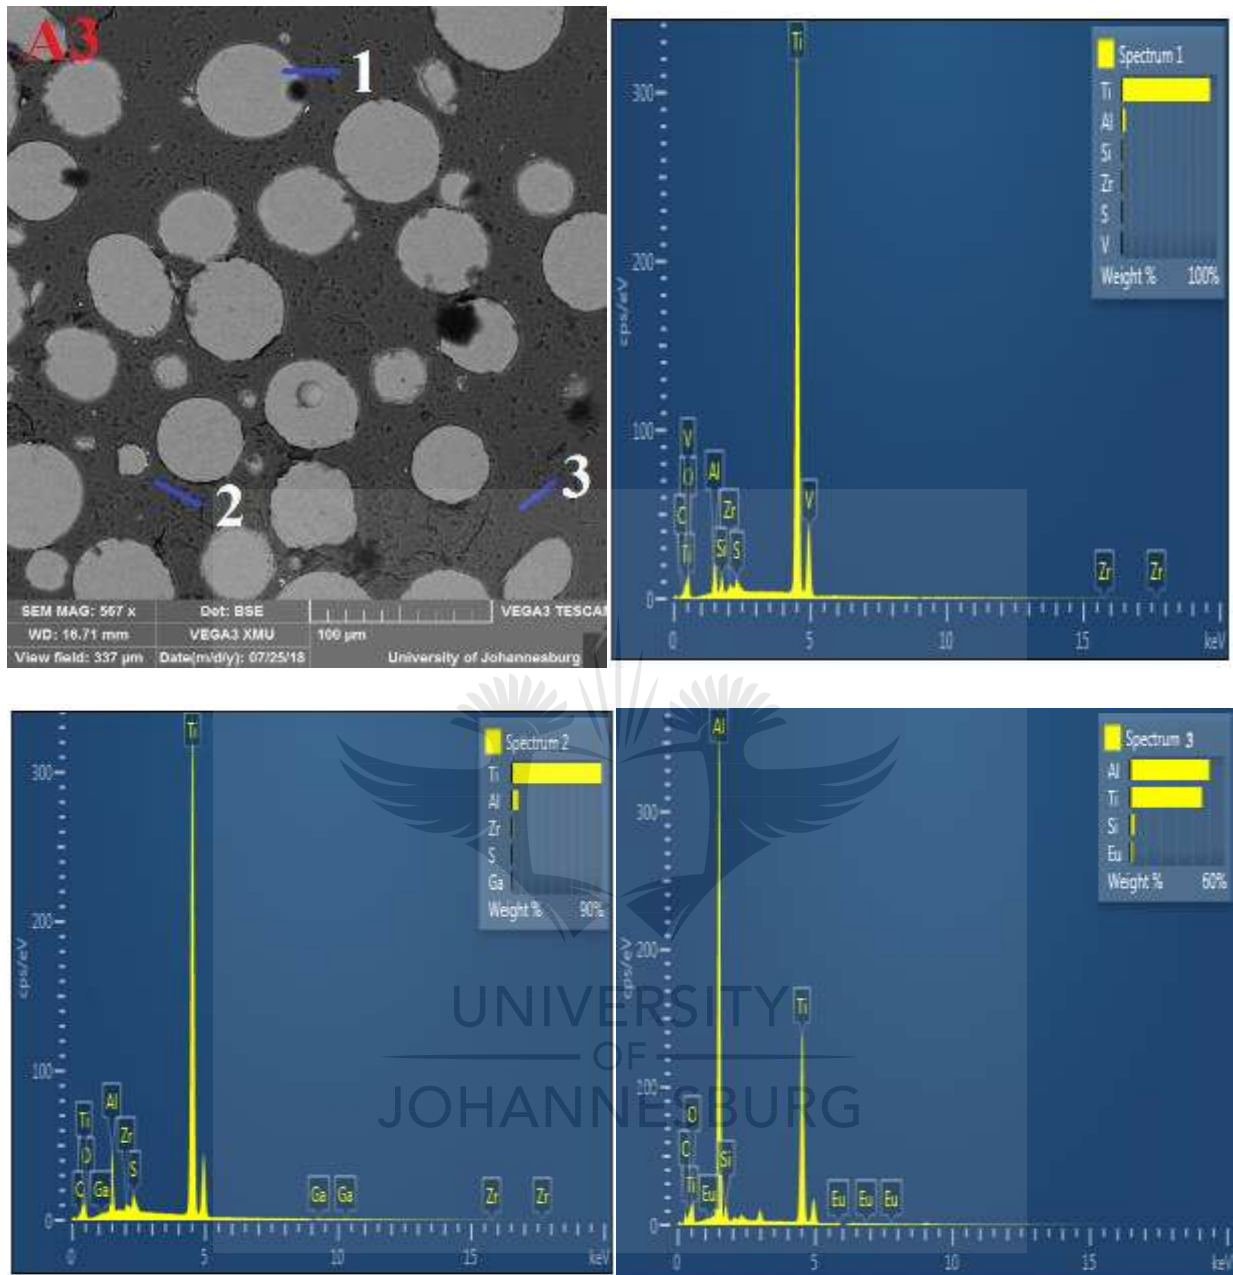 A3
1
2
3
SEM MAG: 567 x
Det: BSE
VEGA3 TESCAN
WD: 16.71 mm
VEGA3 XMU
100 µm
View field: 337 µm
Date(m/d/y): 07/25/18
University of Johannesburg
Spectrum 1
Ti
Al
Si
Zr
S
V
Weight % 100%
Ti
V
Al
V
Zr
Si
S
Ti
Zr
Zr
cps/eV
300
200
100
0
0 5 10 15 keV
Spectrum 2
Ti
Al
Zr
S
Ga
Weight % 90%
Ti
Al
Ti
Zr
S
Ga
Ga
Ga
Zr
Zr
cps/eV
300
200
100
0
0 5 10 15 keV
Spectrum 3
Al
Ti
Si
Eu
Weight % 60%
Al
Ti
O
Si
Ti
Eu
Eu
Eu
Eu
cps/eV
300
200
100
0
0 5 10 15 keV
UNIVERSITY
OF
JOHANNESBURG